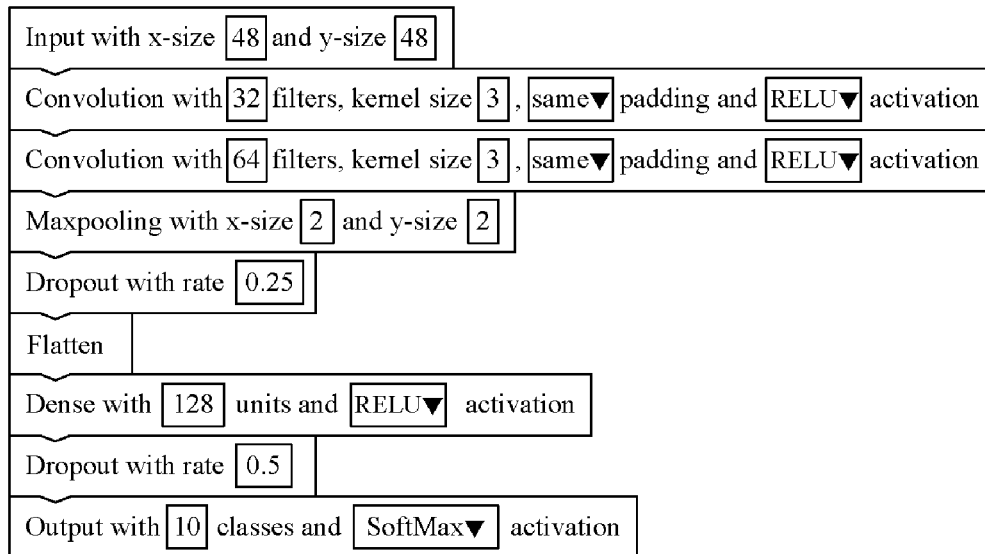 Input with x-size 48 and y-size 48
Convolution with 32 filters, kernel size 3 , same▼ padding and RELU▼ activation
Convolution with 64 filters, kernel size 3 , same▼ padding and RELU▼ activation
Maxpooling with x-size 2 and y-size 2
Dropout with rate 0.25
Flatten
Dense with 128 units and RELU▼ activation
Dropout with rate 0.5
Output with 10 classes and SoftMax▼ activation